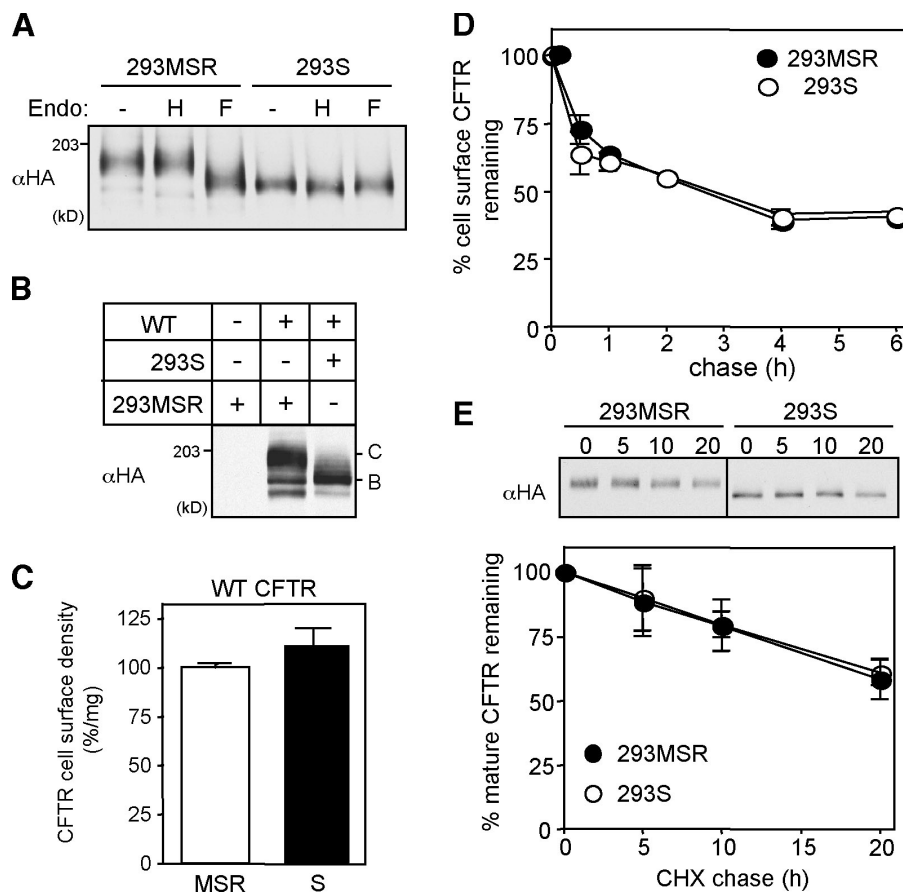 A
293MSR 293S
Endo: - H F - H F
203
αHA
(kD)
B
WT - + +
293S - - +
293MSR + + -
203
C
αHA
B
(kD)
C
WT CFTR
CFTR cell surface density
(%/mg)
125
100
75
50
25
0
MSR S
D
% cell surface CFTR
remaining
100
75
50
25
0
293MSR
293S
0 1 2 4 6
chase (h)
E
293MSR 293S
0 5 10 20 0 5 10 20
αHA
% mature CFTR remaining
100
75
50
25
0
293MSR
293S
0 5 10 20
CHX chase (h)